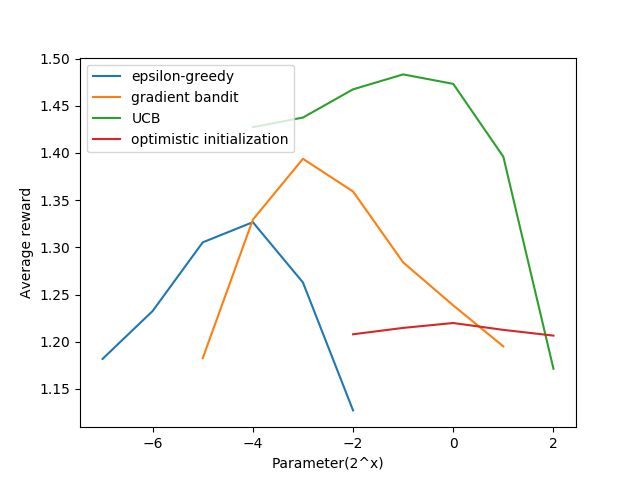 1.50
1.45
1.40
1.35
1.30
1.25
1.20
1.15
Average reward
epsilon-greedy
gradient bandit
UCB
optimistic initialization
−6 −4 −2 0 2
Parameter(2^x)